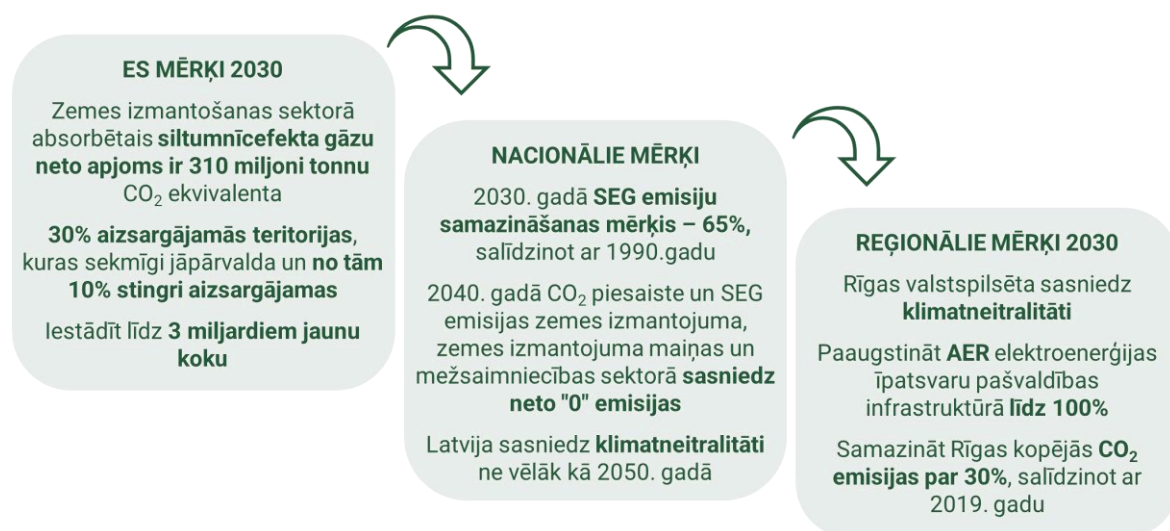 ES MĒRĶI 2030
Zemes izmantošanas sektorā
absorbētais siltumnīcefekta gāzu
neto apjoms ir 310 miljoni tonnu
CO₂ ekvivalenta
30% aizsargājamās teritorijas,
kuras sekmīgi jāpārvalda un no tām
10% stingri aizsargājamas
Iestādīt līdz 3 miljardiem jaunu
koku
NACIONĀLIE MĒRĶI
2030. gadā SEG emisiju
samazināšanas mērķis – 65%,
salīdzinot ar 1990.gadu
2040. gadā CO₂ piesaiste un SEG
emisijas zemes izmantojuma,
zemes izmantojuma maiņas un
mežsaimniecības sektorā sasniedz
neto "0" emisijas
Latvija sasniedz klimatneitralitāti
ne vēlāk kā 2050. gadā
REĢIONĀLIE MĒRĶI 2030
Rīgas valstspilsēta sasniedz
klimatneitralitāti
Paaugstināt AER elektroenerģijas
īpatsvaru pašvaldības
infrastruktūrā līdz 100%
Samazināt Rīgas kopējās CO₂
emisijas par 30%, salīdzinot ar
2019. gadu